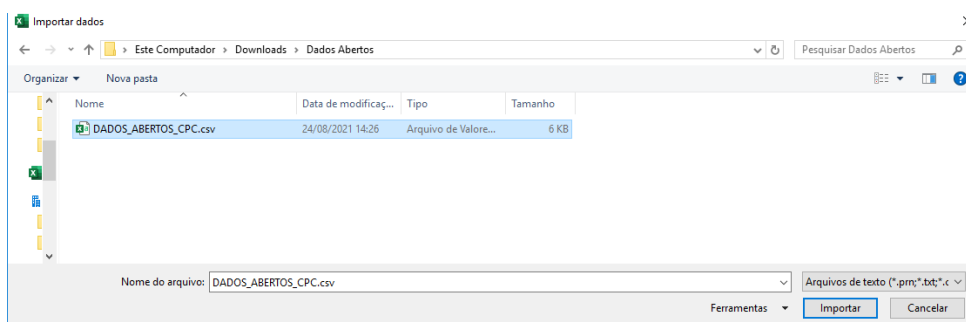 Importar dados
Este Computador > Downloads > Dados Abertos
Pesquisar Dados Abertos
Organizar
Nova pasta
Nome
Data de modificaç...
Tipo
Tamanho
DADOS_ABERTOS_CPC.csv
24/08/2021 14:26
Arquivo de Valore...
6 KB
Nome do arquivo:
DADOS_ABERTOS_CPC.csv
Arquivos de texto (*.prn;*.txt;*.c
Ferramentas
Importar
Cancelar